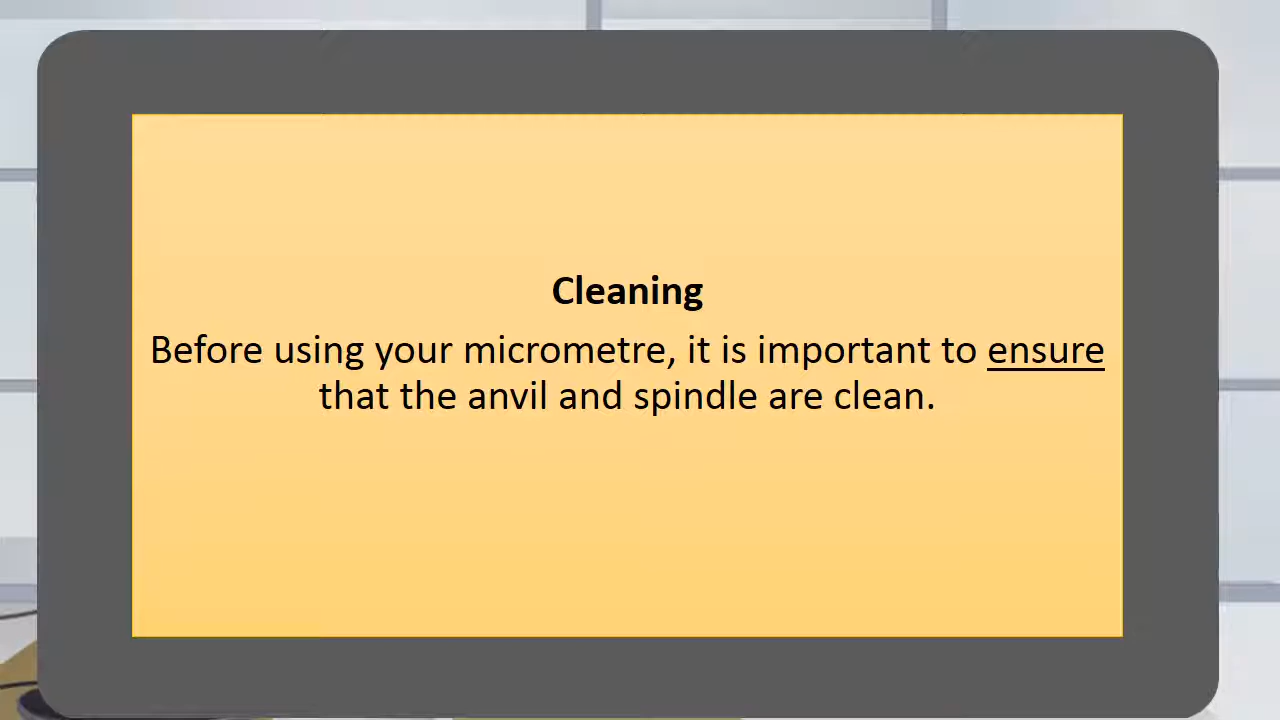 Cleaning
Before using your micrometre, it is important to ensure
that the anvil and spindle are clean.